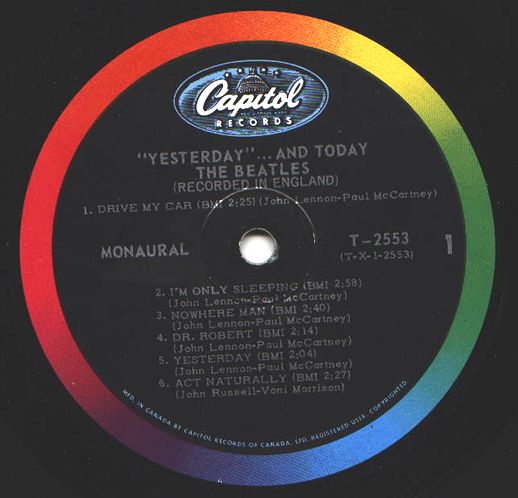 Capitol
RECORDS
"YESTERDAY"... AND TODAY
THE BEATLES
(RECORDED IN ENGLAND)
1. DRIVE MY CAR (BMI 2:25) (John Lennon-Paul McCartney)
MONAURAL
T-2553
(T-X-1-2553)
1
2. I'M ONLY SLEEPING (BMI 2:58)
(John Lennon-Paul McCartney)
3. NOWHERE MAN (BMI 2:40)
(John Lennon-Paul McCartney)
4. DR. ROBERT (BMI 2:14)
(John Lennon-Paul McCartney)
5. YESTERDAY (BMI 2:04)
(John Lennon-Paul McCartney)
6. ACT NATURALLY (BMI 2:27)
(John Russell-Voni Morrison)
MFD. IN CANADA BY CAPITOL RECORDS OF CANADA, LTD. REGISTERED USER. COPYRIGHTED.